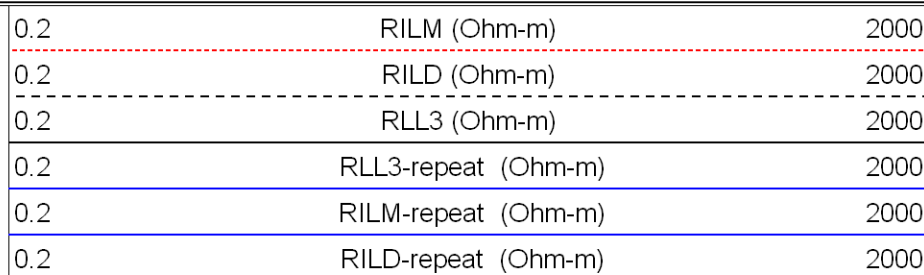 0.2 RILM (Ohm-m) 2000
0.2 RILD (Ohm-m) 2000
0.2 RLL3 (Ohm-m) 2000
0.2 RLL3-repeat (Ohm-m) 2000
0.2 RILM-repeat (Ohm-m) 2000
0.2 RILD-repeat (Ohm-m) 2000